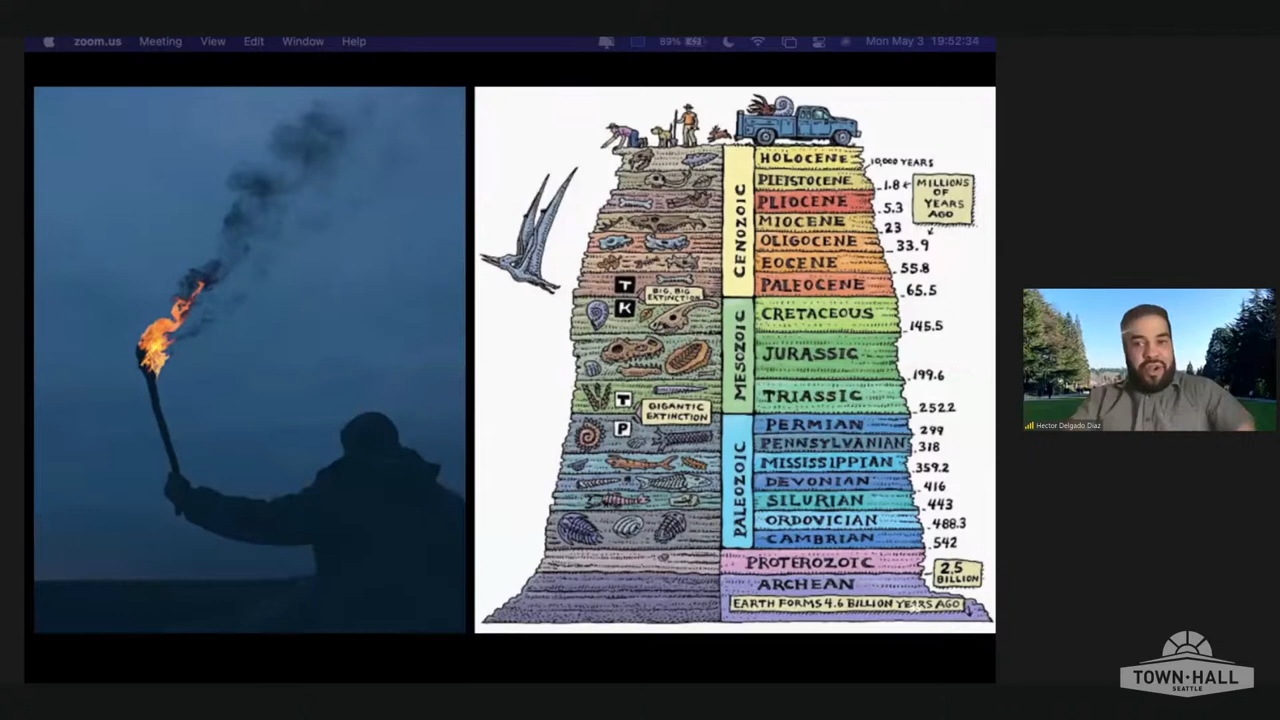 zoom.us Meeting View Edit Window Help 89% Mon May 3 19:52:34
HOLOCENE
10,000 YEARS
PLEISTOCENE
1.8
MILLIONS
OF
YEARS
AGO
PLIOCENE
5.3
MIOCENE
23
OLIGOCENE
33.9
EOCENE
55.8
PALEOCENE
65.5
CENOZOIC
T
BIG, BIG
EXTINCTION
K
CRETACEOUS
145.5
JURASSIC
199.6
TRIASSIC
252.2
MESOZOIC
T
GIGANTIC
EXTINCTION
P
PERMIAN
299
PENNSYLVANIAN
318
MISSISSIPPIAN
359.2
DEVONIAN
416
SILURIAN
443
ORDOVICIAN
488.3
CAMBRIAN
542
PALEOZOIC
PROTEROZOIC
2.5
BILLION
ARCHEAN
EARTH FORMS 4.6 BILLION YEARS AGO
Hector Delgado Diaz
TOWN·HALL
SEATTLE